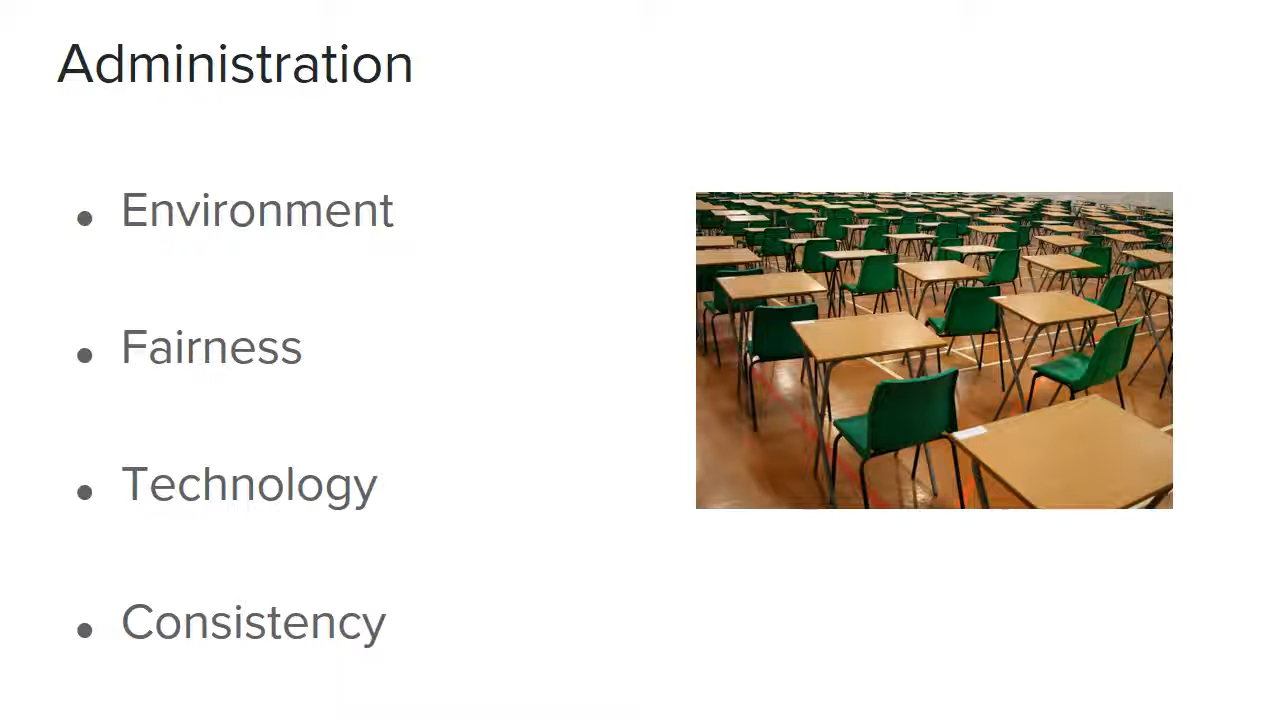 Administration
Environment
Fairness
Technology
Consistency